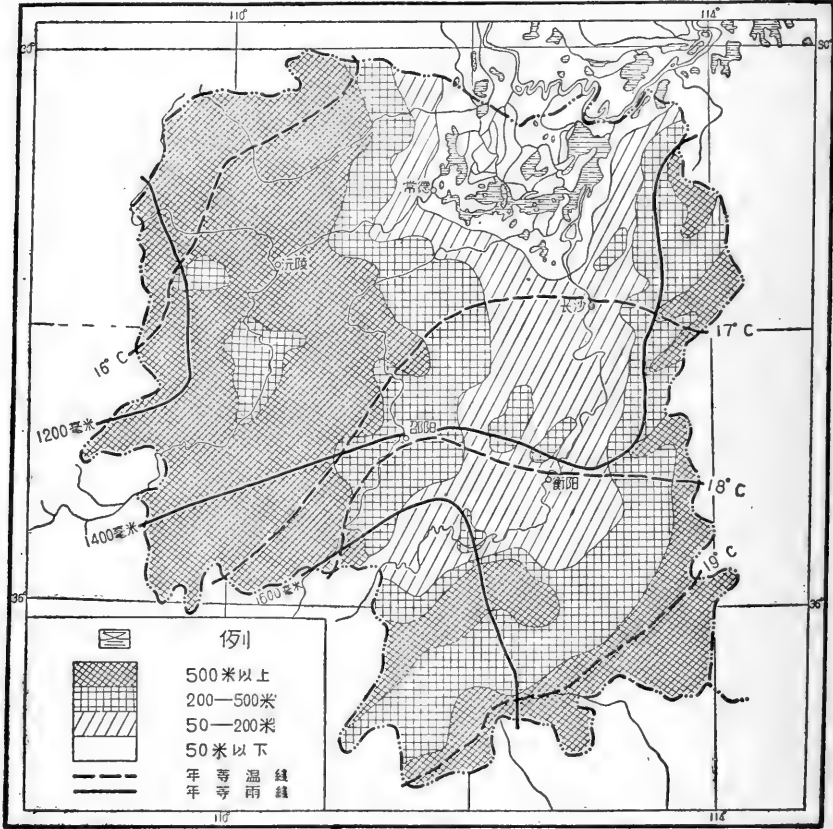 110°
114°
30°
30°
常德
沅陵
长沙
17°C
16°C
1200毫米
邵阳
衡阳
18°C
1400毫米
19°C
1600毫米
26°
26°
图 例
500米以上
200—500米
50—200米
50米以下
年等温线
年等雨线
110°
114°